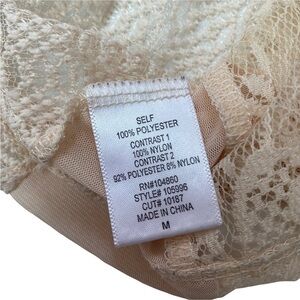 SELF
100% POLYESTER
CONTRAST 1
100% NYLON
CONTRAST 2
92% POLYESTER 8% NYLON
RN#104860
STYLE# 105996
CUT# 10187
MADE IN CHINA
M